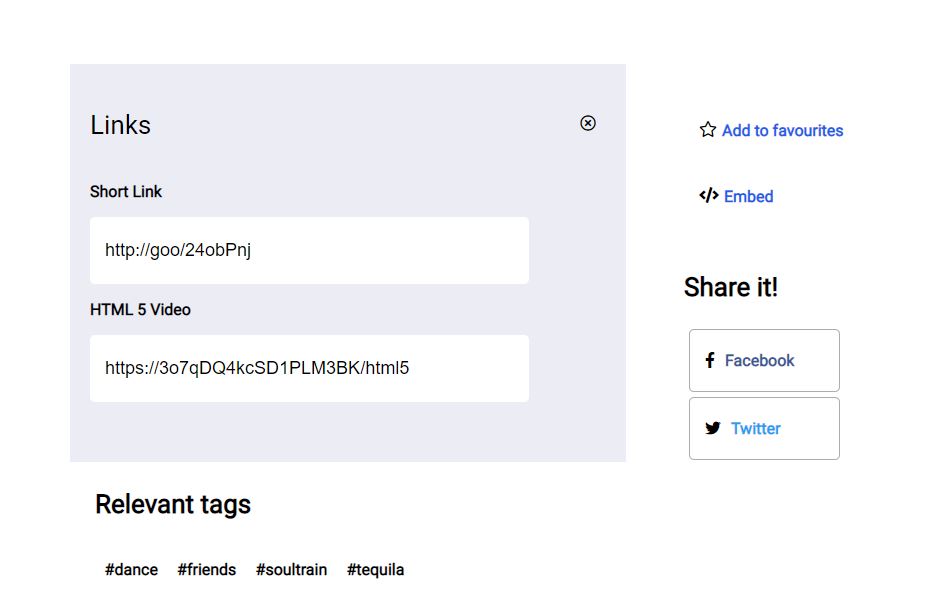 Links
Short Link
http://goo/24obPnj
HTML 5 Video
https://3o7qDQ4kcSD1PLM3BK/html5
Add to favourites
Embed
Share it!
Facebook
Twitter
Relevant tags
#dance #friends #soultrain #tequila